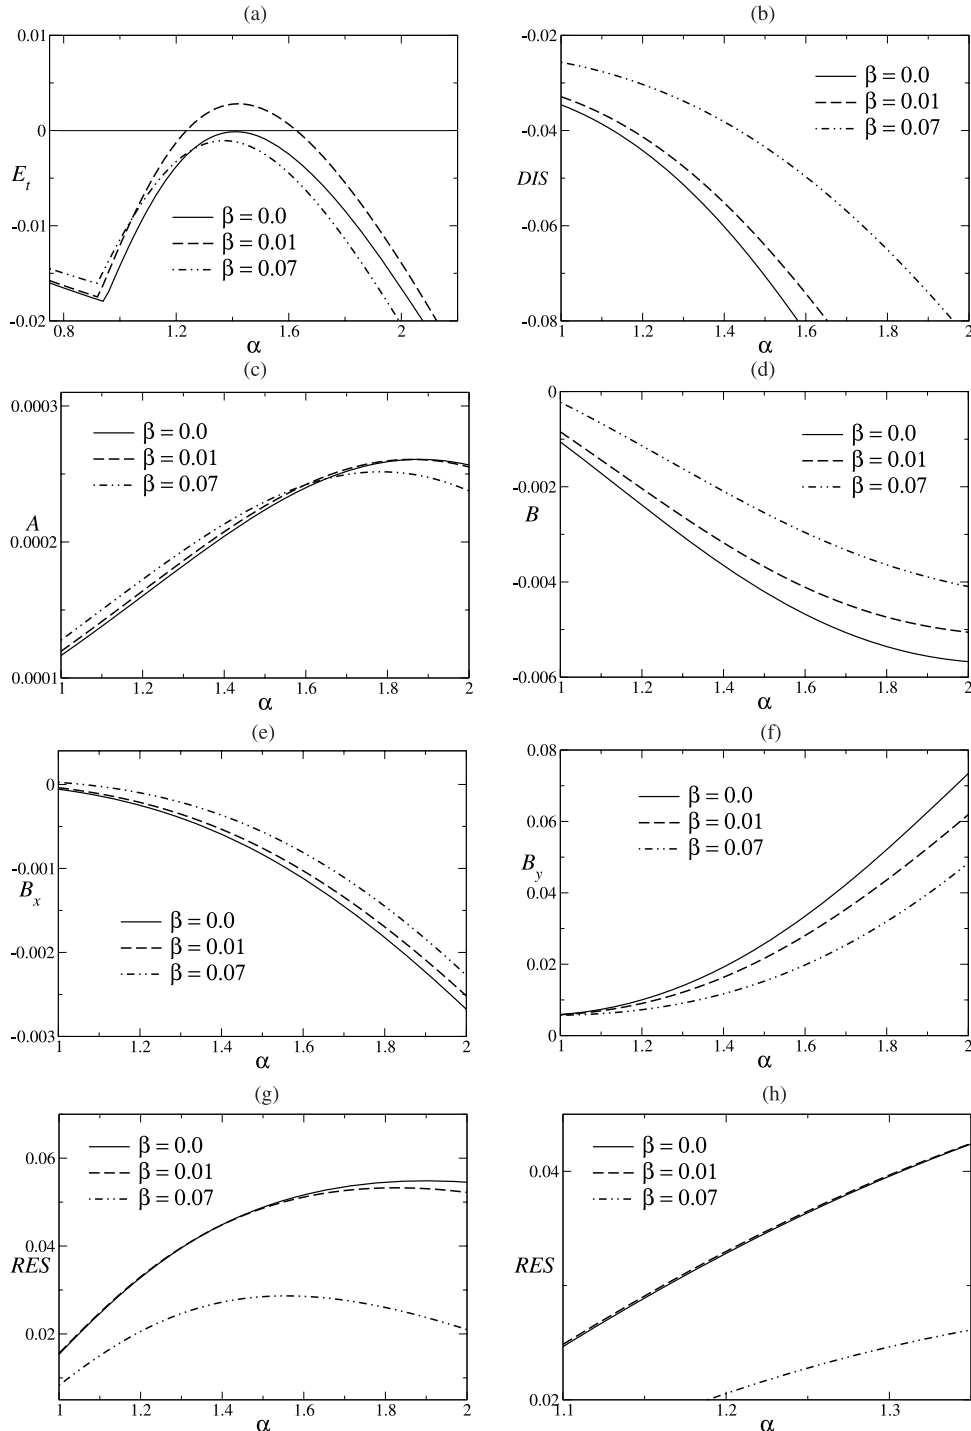 (a)
0.01
0
E_t
-0.01
-0.02
β = 0.0
β = 0.01
β = 0.07
0.8
1.2
1.6
2
α
(b)
-0.02
-0.04
DIS
-0.06
-0.08
β = 0.0
β = 0.01
β = 0.07
1
1.2
1.4
1.6
1.8
2
α
(c)
0.0003
A
0.0002
0.0001
β = 0.0
β = 0.01
β = 0.07
1
1.2
1.4
1.6
1.8
2
α
(d)
0
-0.002
B
-0.004
-0.006
β = 0.0
β = 0.01
β = 0.07
1
1.2
1.4
1.6
1.8
2
α
(e)
0
-0.001
B_x
-0.002
-0.003
β = 0.0
β = 0.01
β = 0.07
1
1.2
1.4
1.6
1.8
2
α
(f)
0.08
0.06
B_y
0.04
0.02
0
β = 0.0
β = 0.01
β = 0.07
1
1.2
1.4
1.6
1.8
2
α
(g)
0.06
0.04
RES
0.02
β = 0.0
β = 0.01
β = 0.07
1
1.2
1.4
1.6
1.8
2
α
(h)
0.04
RES
0.02
β = 0.0
β = 0.01
β = 0.07
1.1
1.2
1.3
α